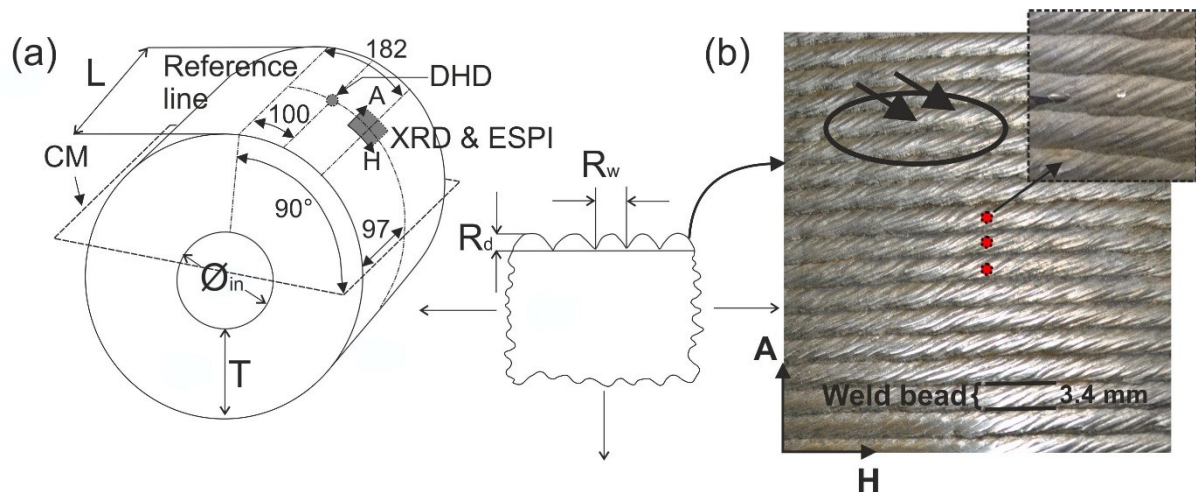 (a)
L
Reference
line
CM
182
DHD
100
A
XRD & ESPI
H
90°
97
Øin
T
Rw
Rd
(b)
A
Weld bead{
3.4 mm
H